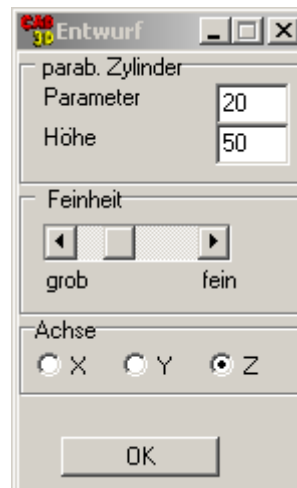 CAD
3D
Entwurf
parab. Zylinder
Parameter 20
Höhe 50
Feinheit
grob fein
Achse
X Y Z
OK